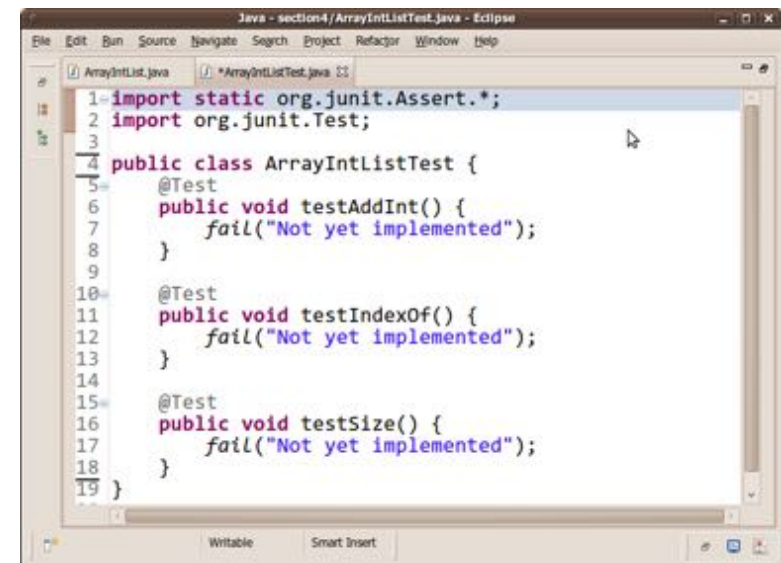 Java - section4/ArrayIntListTest.java - Eclipse
File Edit Run Source Navigate Search Project Refactor Window Help
ArrayIntList.java *ArrayIntListTest.java
1 import static org.junit.Assert.*;
2 import org.junit.Test;
3
4 public class ArrayIntListTest {
5 @Test
6 public void testAddInt() {
7 fail("Not yet implemented");
8 }
9
10 @Test
11 public void testIndexOf() {
12 fail("Not yet implemented");
13 }
14
15 @Test
16 public void testSize() {
17 fail("Not yet implemented");
18 }
19 }
Writable Smart Insert